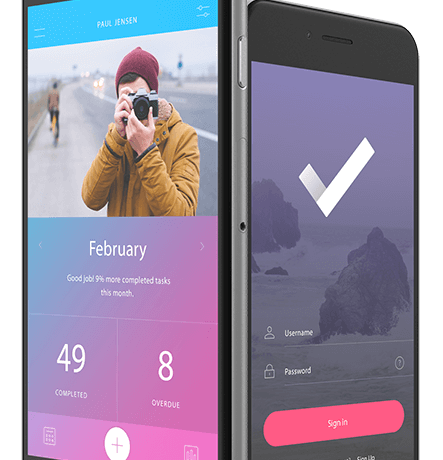 PAUL JENSEN
February
Good job! 9% more completed tasks
this month.
49
8
COMPLETED
OVERDUE
Username
Password
Sign in
Sign Up